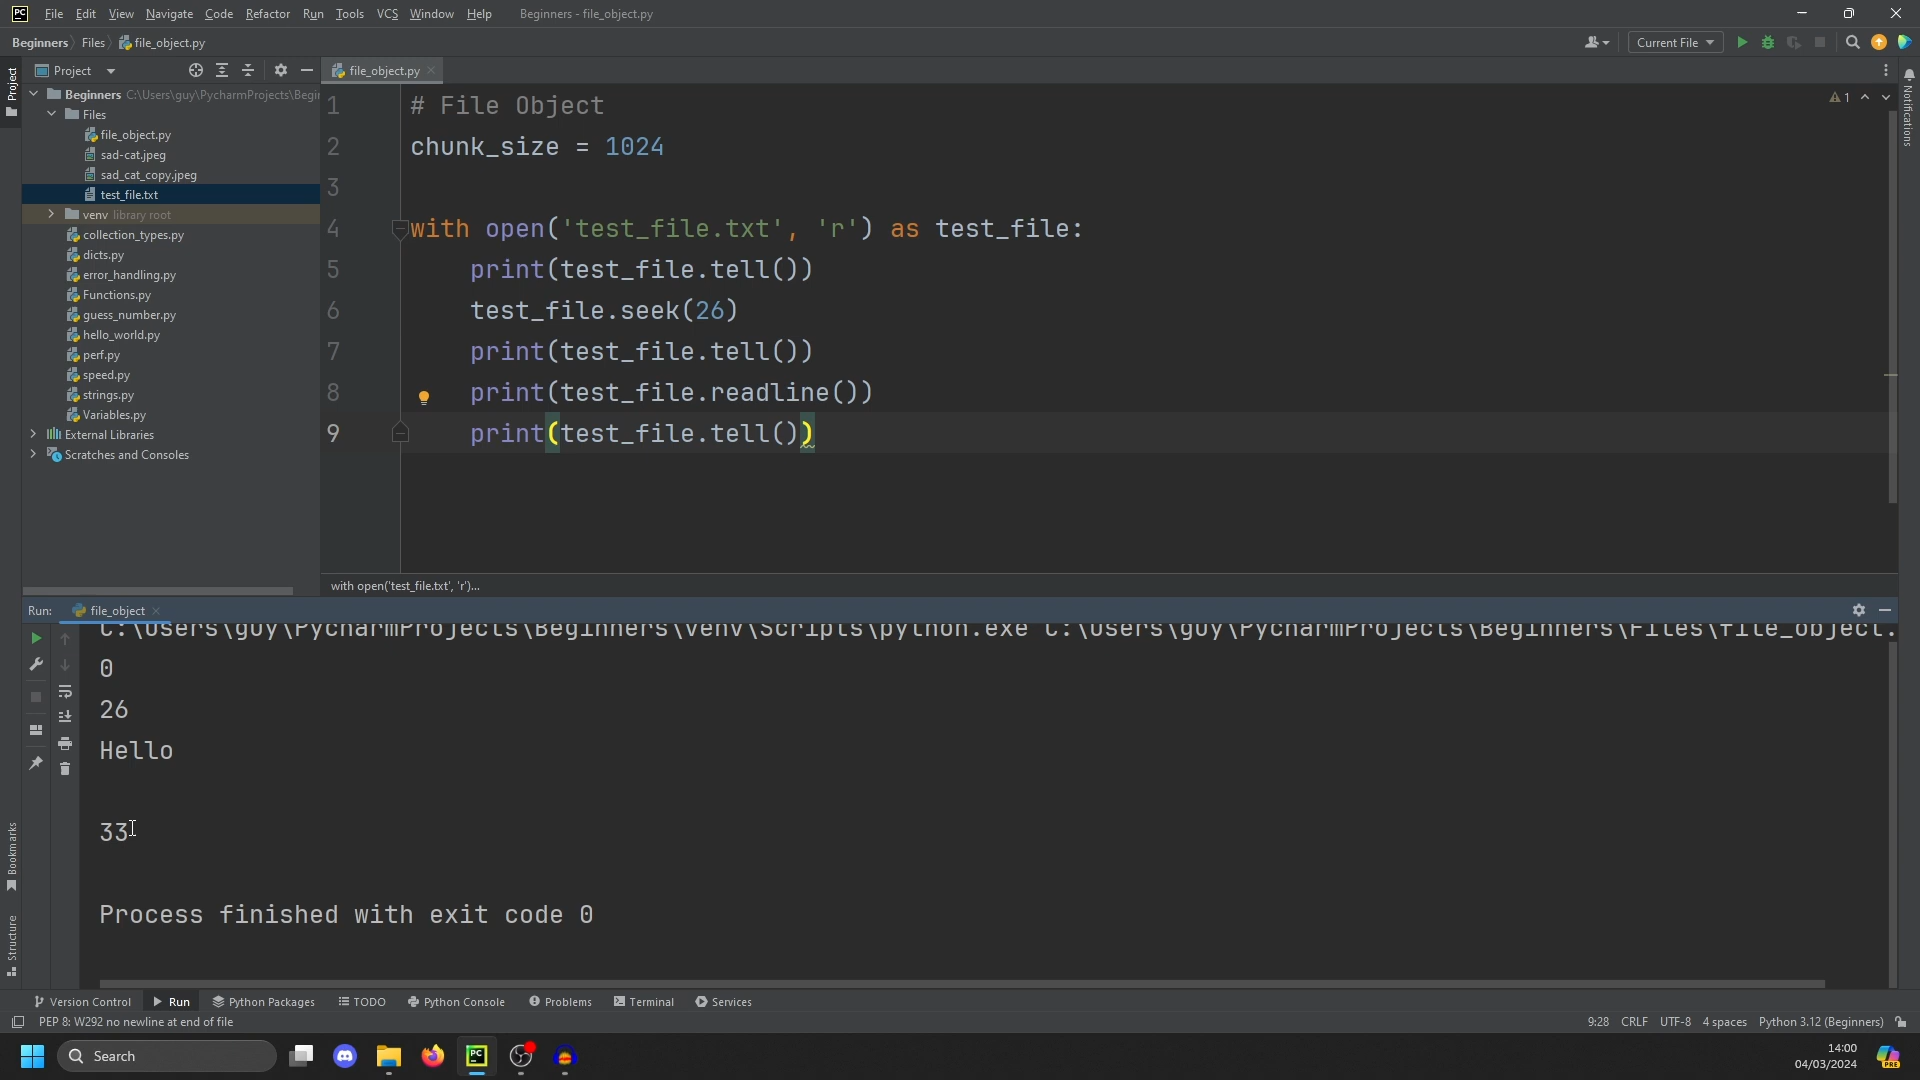 File Edit View Navigate Code Refactor Run Tools VCS Window Help Beginners - file_object.py
Beginners Files file_object.py Current File
Project
file_object.py
Project
Beginners C:\Users\guy\PycharmProjects\Begi
Files
file_object.py
sad-cat.jpeg
sad_cat_copy.jpeg
test_file.txt
venv library root
collection_types.py
dicts.py
error_handling.py
Functions.py
guess_number.py
hello_world.py
perf.py
speed.py
strings.py
Variables.py
External Libraries
Scratches and Consoles
1 # File Object
2 chunk_size = 1024
3
4 with open('test_file.txt', 'r') as test_file:
5 print(test_file.tell())
6 test_file.seek(26)
7 print(test_file.tell())
8 print(test_file.readline())
9 print(test_file.tell())
1
Notifications
with open('test_file.txt', 'r')...
Run: file_object
C:\Users\guy\PycharmProjects\Beginners\venv\Scripts\python.exe C:\Users\guy\PycharmProjects\Beginners\Files\file_object.
0
26
Hello
33
Process finished with exit code 0
Bookmarks
Structure
Version Control Run Python Packages TODO Python Console Problems Terminal Services
PEP 8: W292 no newline at end of file 9:28 CRLF UTF-8 4 spaces Python 3.12 (Beginners)
PC
Search
14:00
04/03/2024
PRE